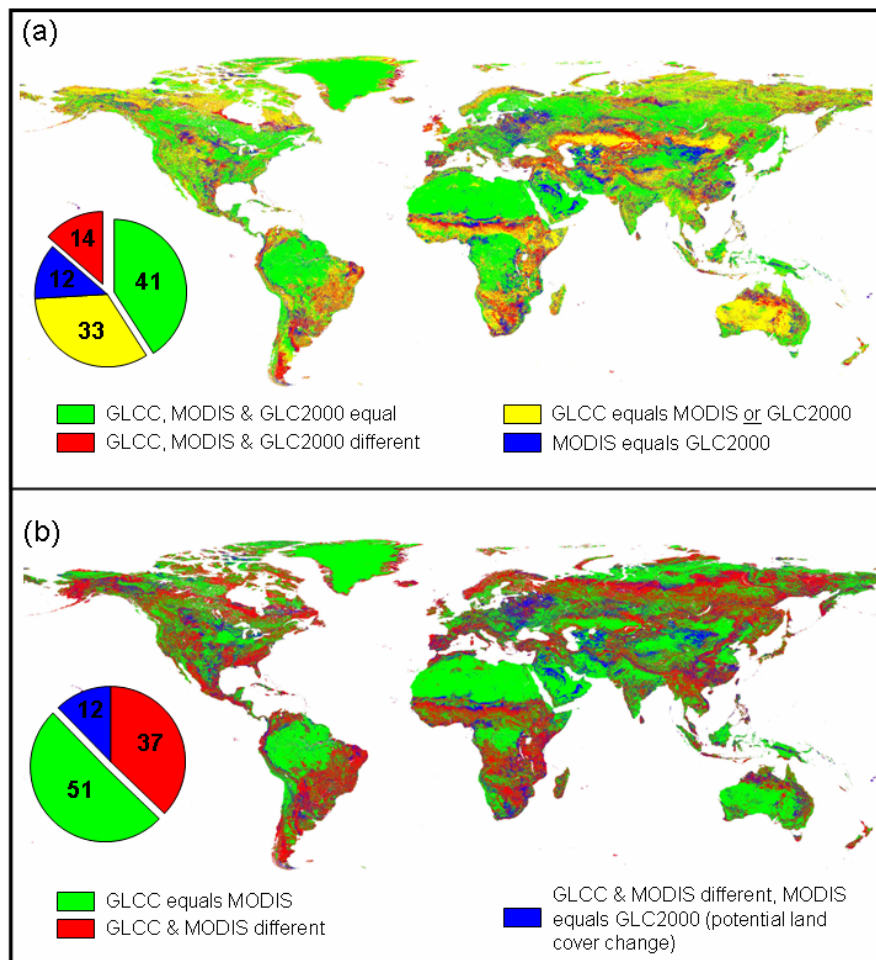 (a)
14
41
12
33
GLCC, MODIS & GLC2000 equal
GLCC, MODIS & GLC2000 different
GLCC equals MODIS or GLC2000
MODIS equals GLC2000
(b)
12
37
51
GLCC equals MODIS
GLCC & MODIS different
GLCC & MODIS different, MODIS
equals GLC2000 (potential land
cover change)